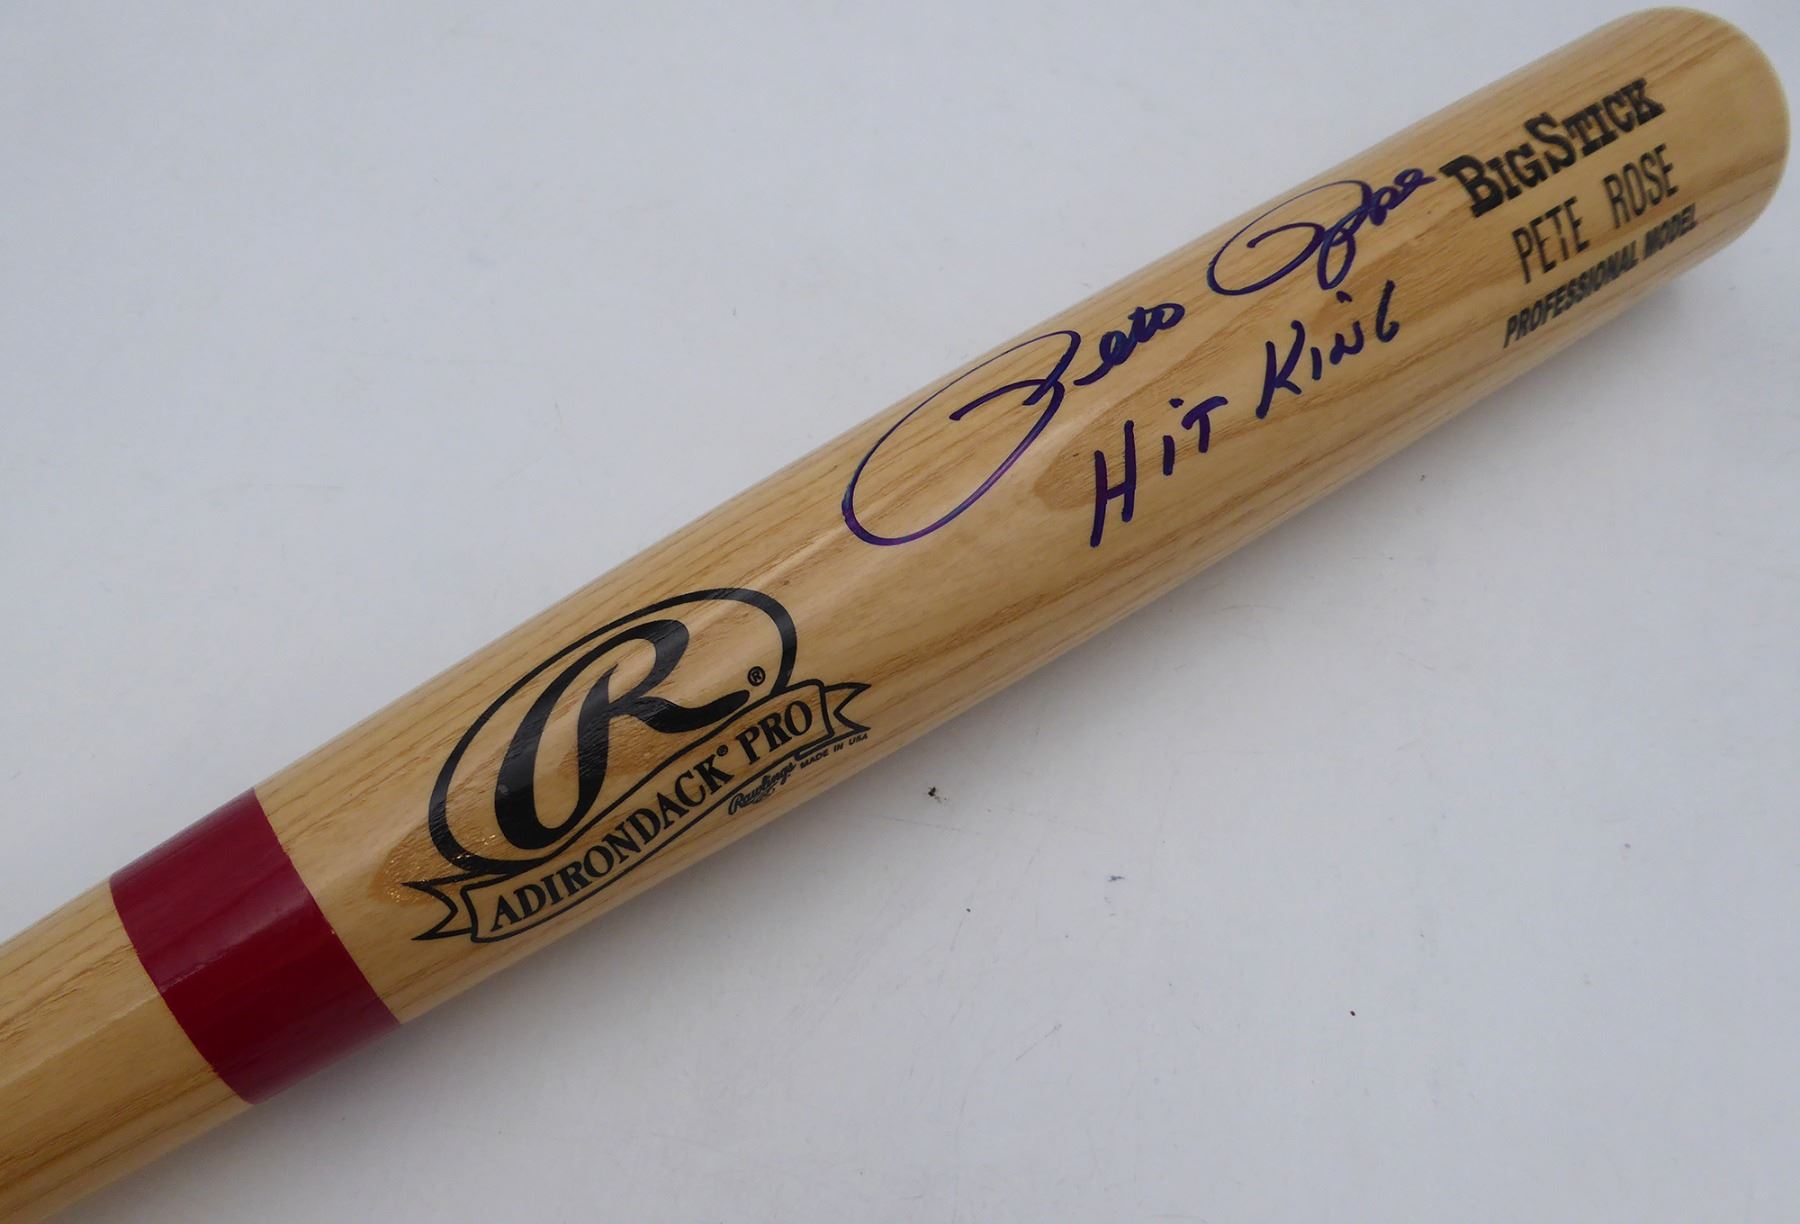 BIG STICK
PETE ROSE
PROFESSIONAL MODEL
Pete Rose
HIT KING
R®
ADIRONDACK® PRO
Rawlings MADE IN USA